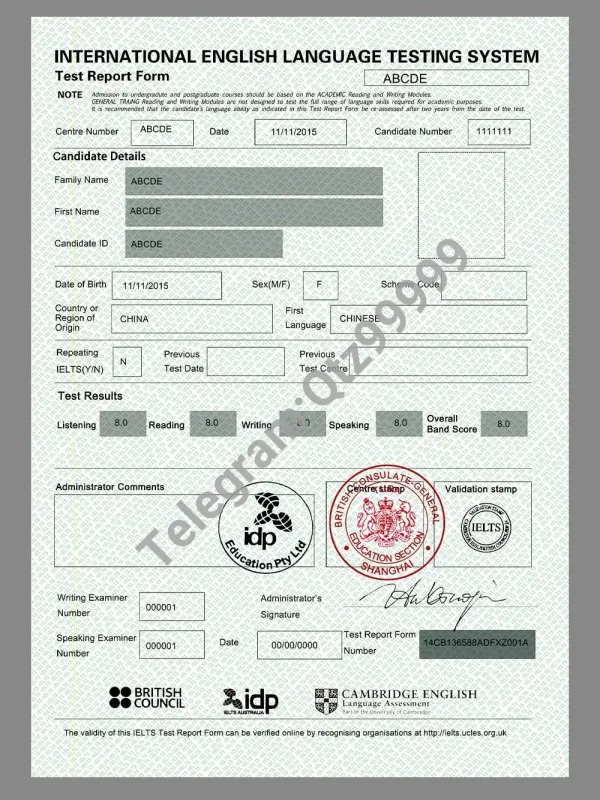 INTERNATIONAL ENGLISH LANGUAGE TESTING SYSTEM
Test Report Form
ABCDE
NOTE Admission to undergradute and postgraduate courses should be based on the ACADEMIC Reading and Writing Modules.
GENERAL TRAING Reading and Writing Modules are not designed to test the full range of language skills required for academic purposes.
It is recommended that the candidate's language ability as indicated in this Test Report Form be re-assessed after two years from the date of the test.
Centre Number ABCDE Date 11/11/2015 Candidate Number 1111111
Candidate Details
Family Name ABCDE
First Name ABCDE
Candidate ID ABCDE
Date of Birth 11/11/2015 Sex(M/F) F Scheme Code
Country or
Region of
Origin
CHINA
First
Language
CHINESE
Repeating
IELTS(Y/N)
N
Previous
Test Date
Previous
Test Centre
Test Results
Listening 8.0 Reading 8.0 Writing Speaking 8.0 Overall
Band Score 8.0
Administrator Comments
Centre stamp
Validation stamp
idp
Education Pty Ltd
BRITISH CONSULATE-GENERAL
EDUCATION SECTION
SHANGHAI
IELTS
Writing Examiner
Number
000001
Administrator's
Signature
Speaking Examiner
Number
000001
Date 00/00/0000
Test Report Form
Number
14CB136588ADFXZ001A
BRITISH
COUNCIL
idp
IELTS AUSTRALIA
CAMBRIDGE ENGLISH
Language Assessment
Part of the University of Cambridge
The validity of this IELTS Test Report Form can be verified online by recognising organisations at http://ielts.ucles.org.uk
Telegram:Qtz99999